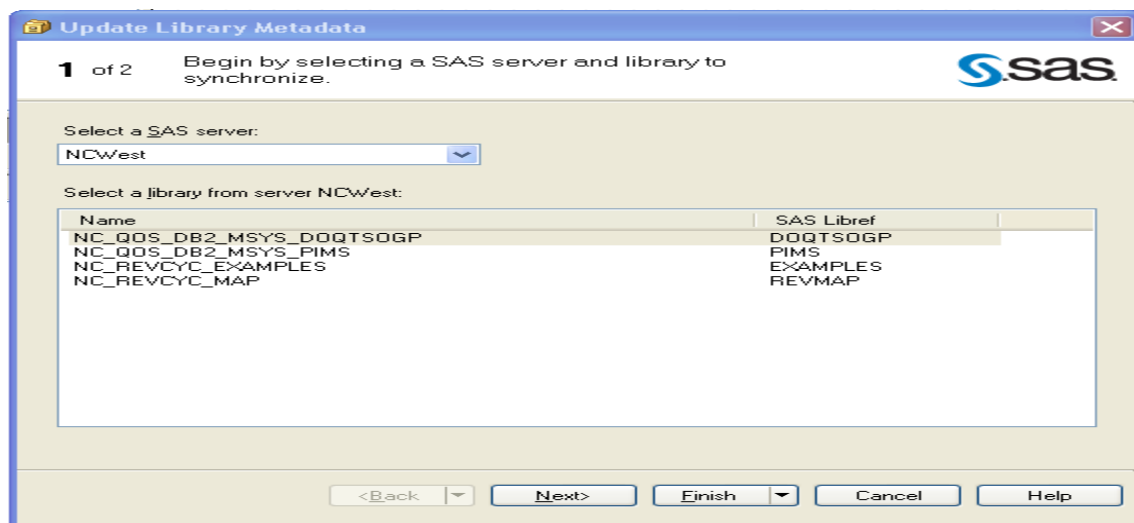 Update Library Metadata
1 of 2 Begin by selecting a SAS server and library to
synchronize.
sas
Select a SAS server:
NCWest
Select a library from server NCWest:
Name SAS Libref
NC_QOS_DB2_MSYS_DOQTSOGP DOQTSOGP
NC_QOS_DB2_MSYS_PIMS PIMS
NC_REVCYC_EXAMPLES EXAMPLES
NC_REVCYC_MAP REVMAP
<Back Next> Finish Cancel Help